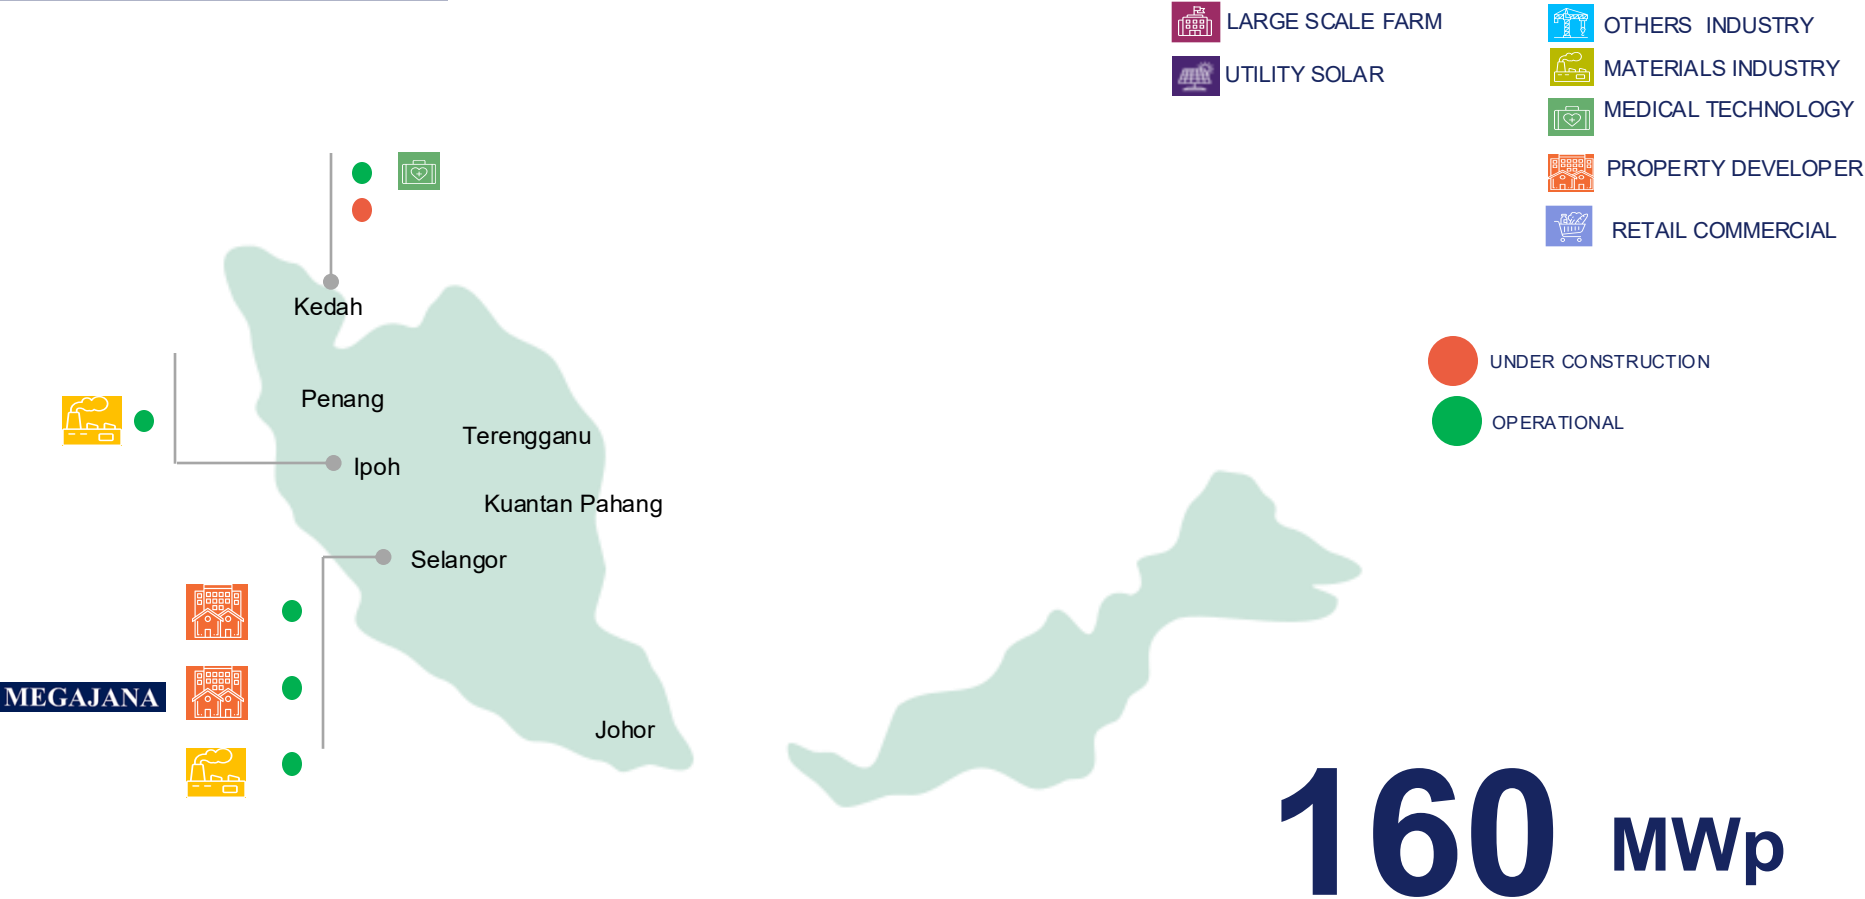 LARGE SCALE FARM
UTILITY SOLAR
OTHERS INDUSTRY
MATERIALS INDUSTRY
MEDICAL TECHNOLOGY
PROPERTY DEVELOPER
RETAIL COMMERCIAL
UNDER CONSTRUCTION
OPERATIONAL
Kedah
Penang
Terengganu
Ipoh
Kuantan Pahang
Selangor
MEGAJANA
Johor
160 MWp